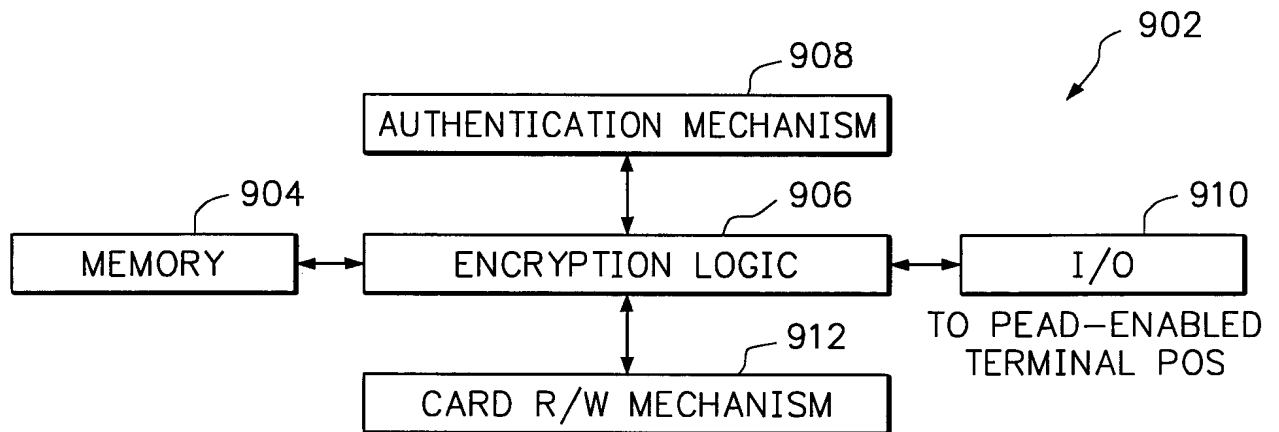 902
908
AUTHENTICATION MECHANISM
904
906
910
MEMORY
ENCRYPTION LOGIC
I/O
TO PEAD-ENABLED
TERMINAL POS
912
CARD R/W MECHANISM